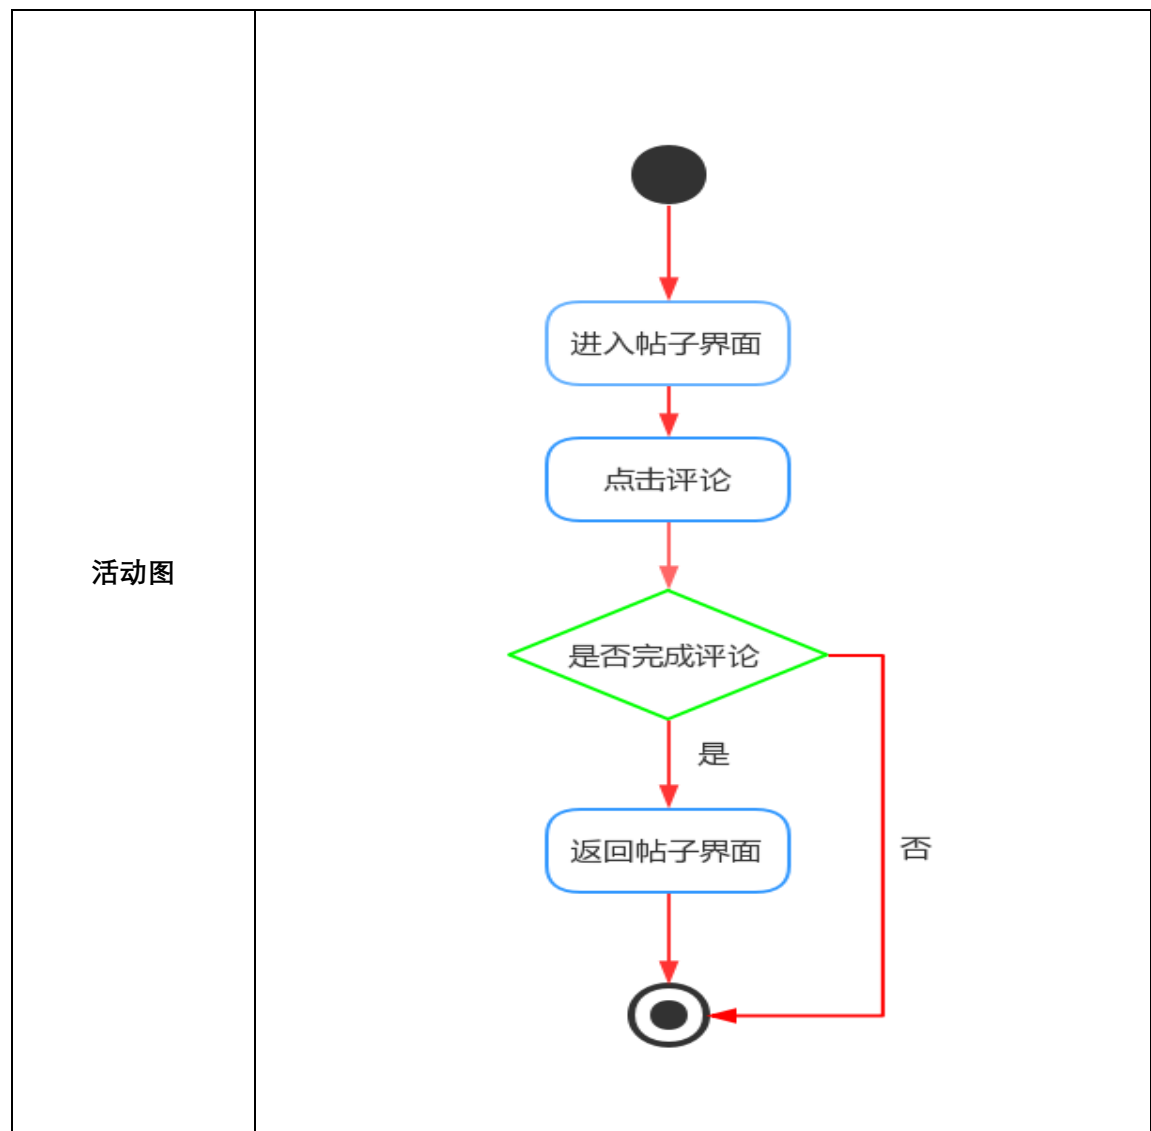 活动图
进入帖子界面
点击评论
是否完成评论
是
返回帖子界面
否